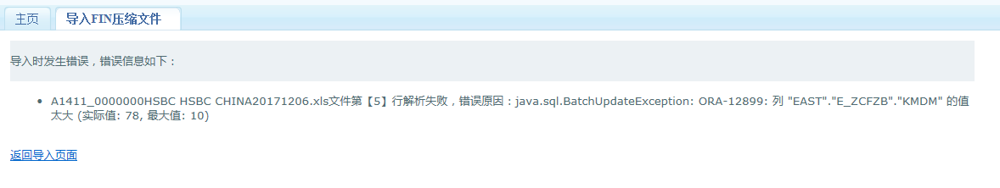 主页 导入FIN压缩文件
导入时发生错误，错误信息如下：
• A1411_0000000HSBC HSBC CHINA20171206.xls文件第【5】行解析失败，错误原因：java.sql.BatchUpdateException: ORA-12899: 列 "EAST"."E_ZCFZB"."KMDM" 的值
太大 (实际值: 78, 最大值: 10)
返回导入页面